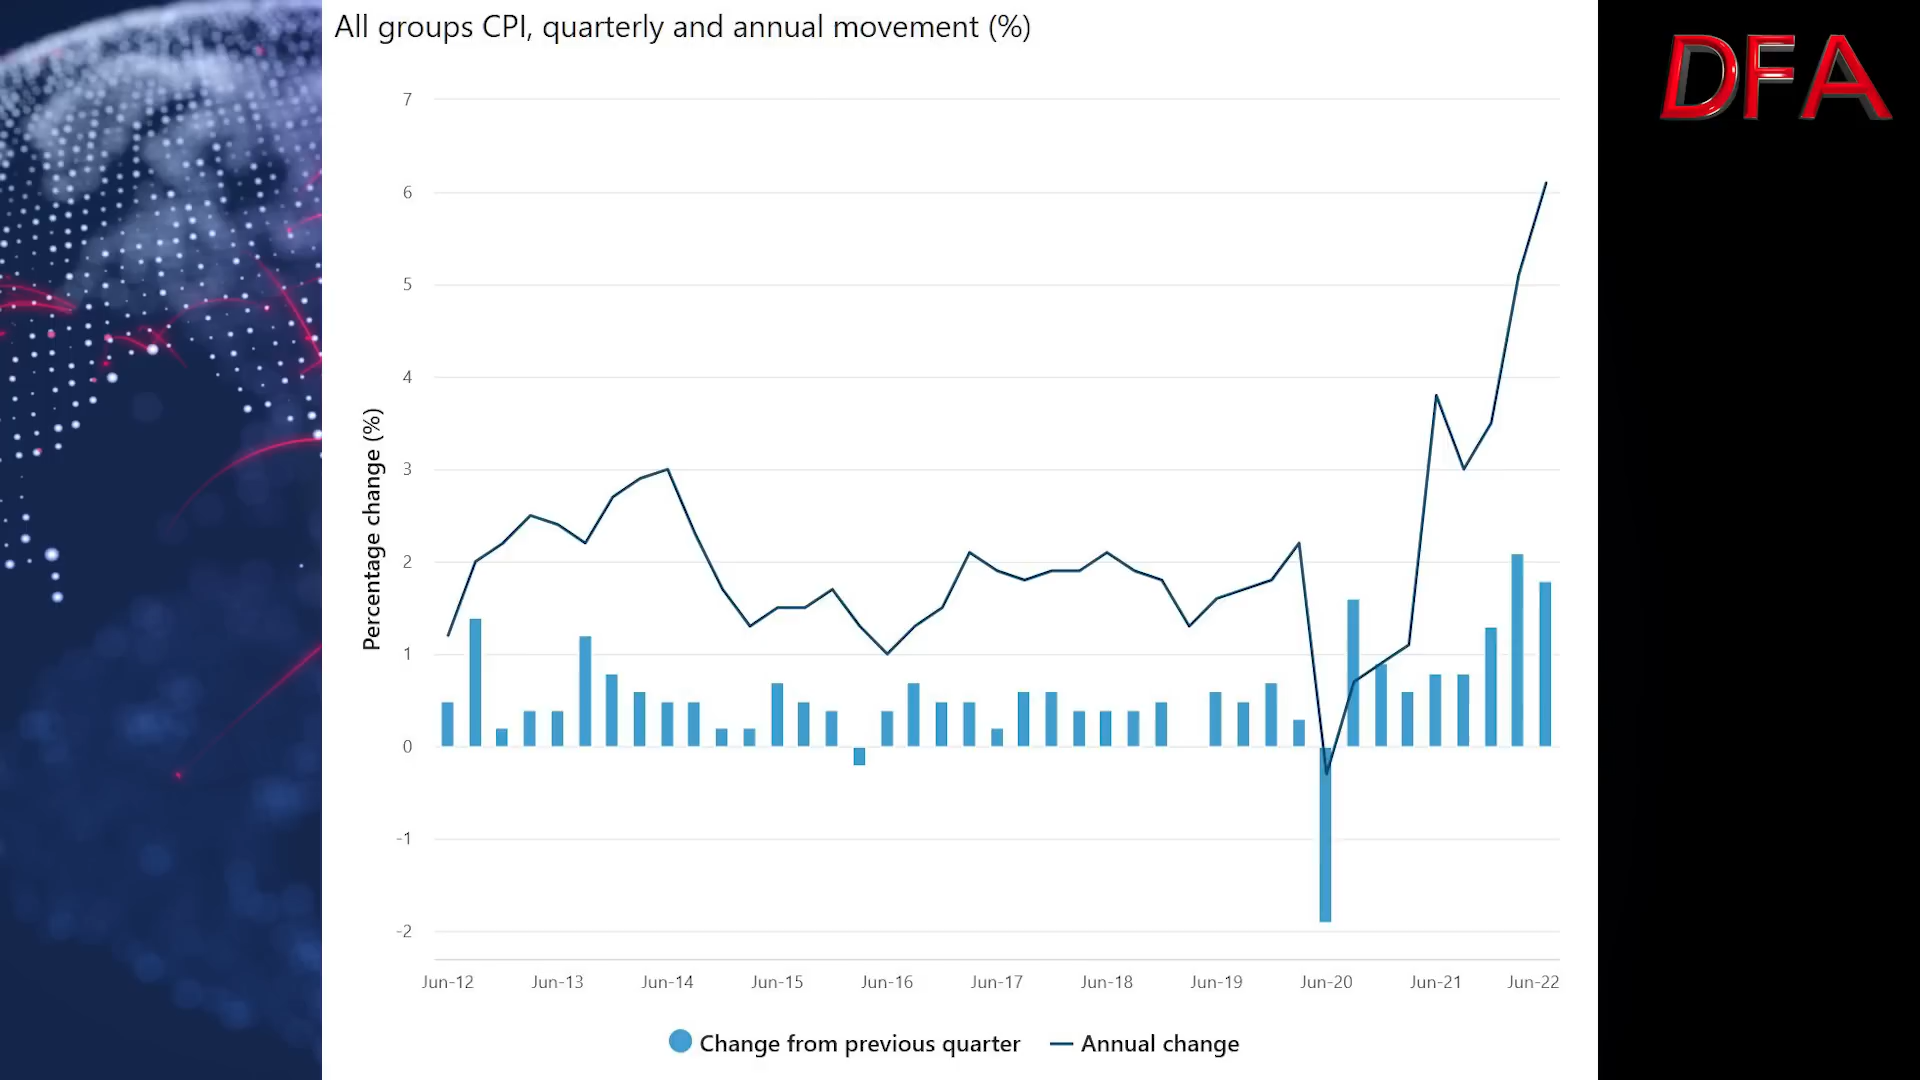 All groups CPI, quarterly and annual movement (%)
DFA
7
6
5
4
3
2
1
0
-1
-2
Percentage change (%)
Jun-12 Jun-13 Jun-14 Jun-15 Jun-16 Jun-17 Jun-18 Jun-19 Jun-20 Jun-21 Jun-22
Change from previous quarter Annual change